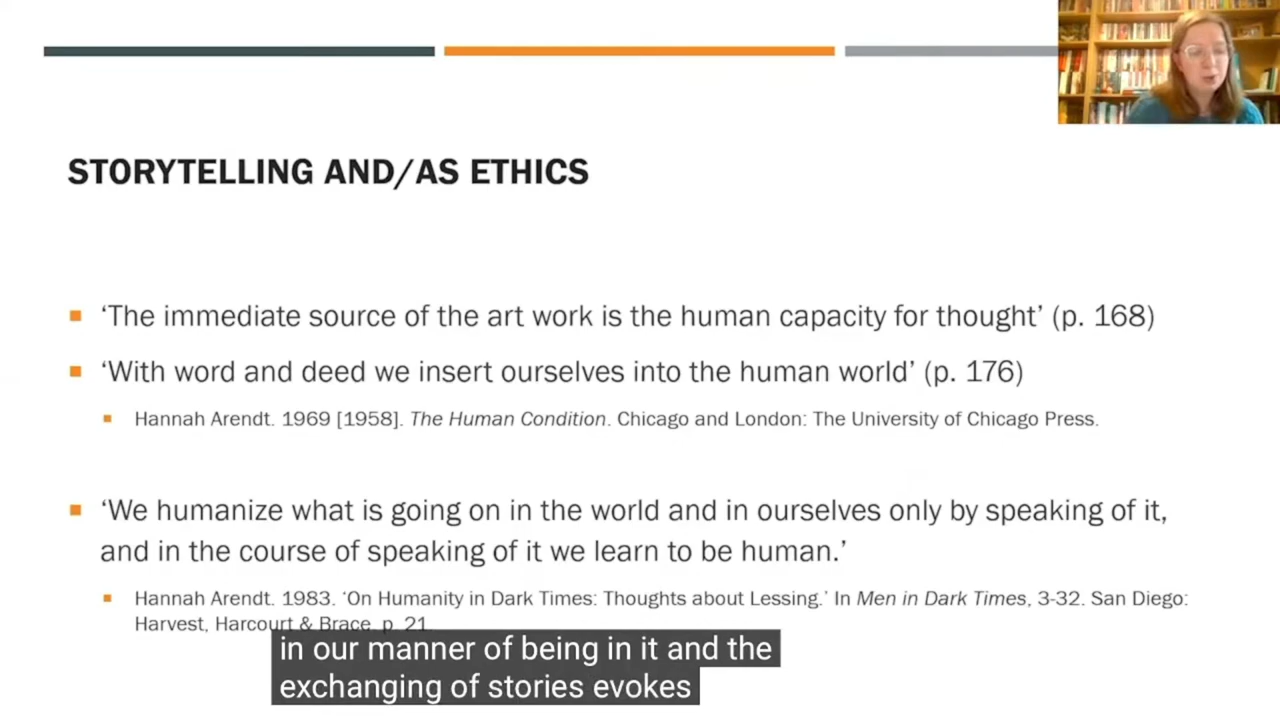 STORYTELLING AND/AS ETHICS
‘The immediate source of the art work is the human capacity for thought’ (p. 168)
‘With word and deed we insert ourselves into the human world’ (p. 176)
Hannah Arendt. 1969 [1958]. The Human Condition. Chicago and London: The University of Chicago Press.
‘We humanize what is going on in the world and in ourselves only by speaking of it,
and in the course of speaking of it we learn to be human.’
Hannah Arendt. 1983. ‘On Humanity in Dark Times: Thoughts about Lessing.’ In Men in Dark Times, 3-32. San Diego:
Harvest, Harcourt & Brace. p. 21.
in our manner of being in it and the
exchanging of stories evokes